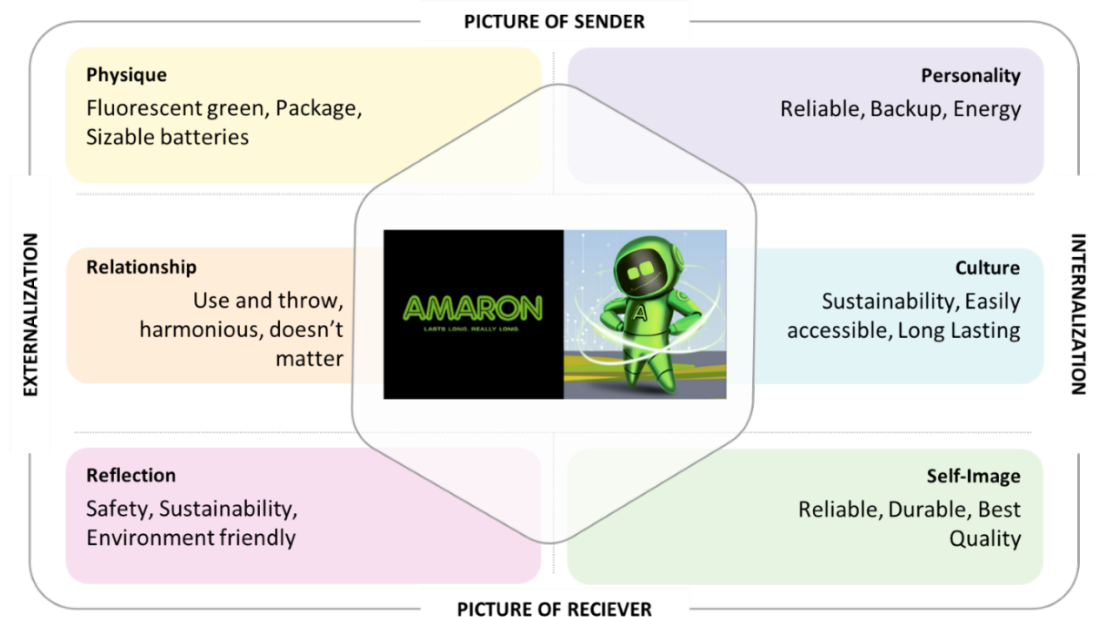 PICTURE OF SENDER
Physique
Fluorescent green, Package,
Sizable batteries
Personality
Reliable, Backup, Energy
EXTERNALIZATION
Relationship
Use and throw,
harmonious, doesn't
matter
AMARON
LASTS LONG. REALLY LONG.
A
Culture
Sustainability, Easily
accessible, Long Lasting
INTERNALIZATION
Reflection
Safety, Sustainability,
Environment friendly
Self-Image
Reliable, Durable, Best
Quality
PICTURE OF RECIEVER